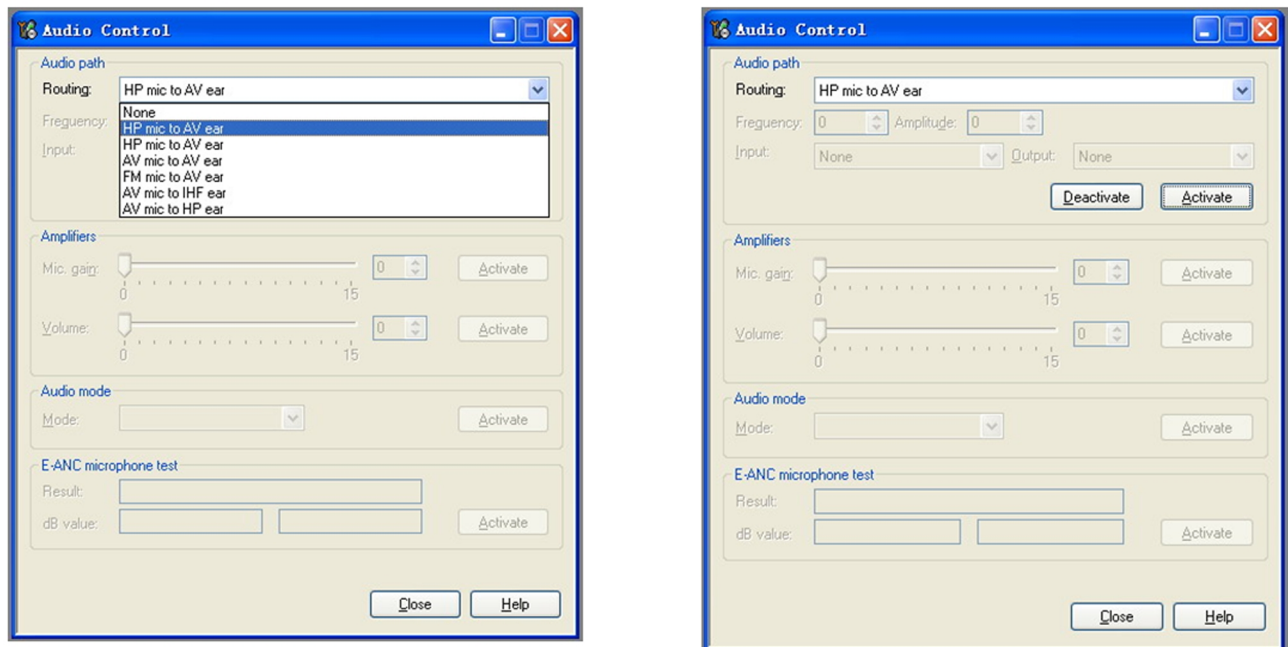 Audio Control
Audio path
Routing: HP mic to AV ear
None
HP mic to AV ear
HP mic to AV ear
AV mic to AV ear
FM mic to AV ear
AV mic to IHF ear
AV mic to HP ear
Frequency:
Input:
Amplifiers
Mic. gain: 0 Activate
0 15
Volume: 0 Activate
0 15
Audio mode
Mode: Activate
E-ANC microphone test
Result:
dB value: Activate
Close Help
Audio Control
Audio path
Routing: HP mic to AV ear
Frequency: 0 Amplitude: 0
Input: None Output: None
Deactivate Activate
Amplifiers
Mic. gain: 0 Activate
0 15
Volume: 0 Activate
0 15
Audio mode
Mode: Activate
E-ANC microphone test
Result:
dB value: Activate
Close Help